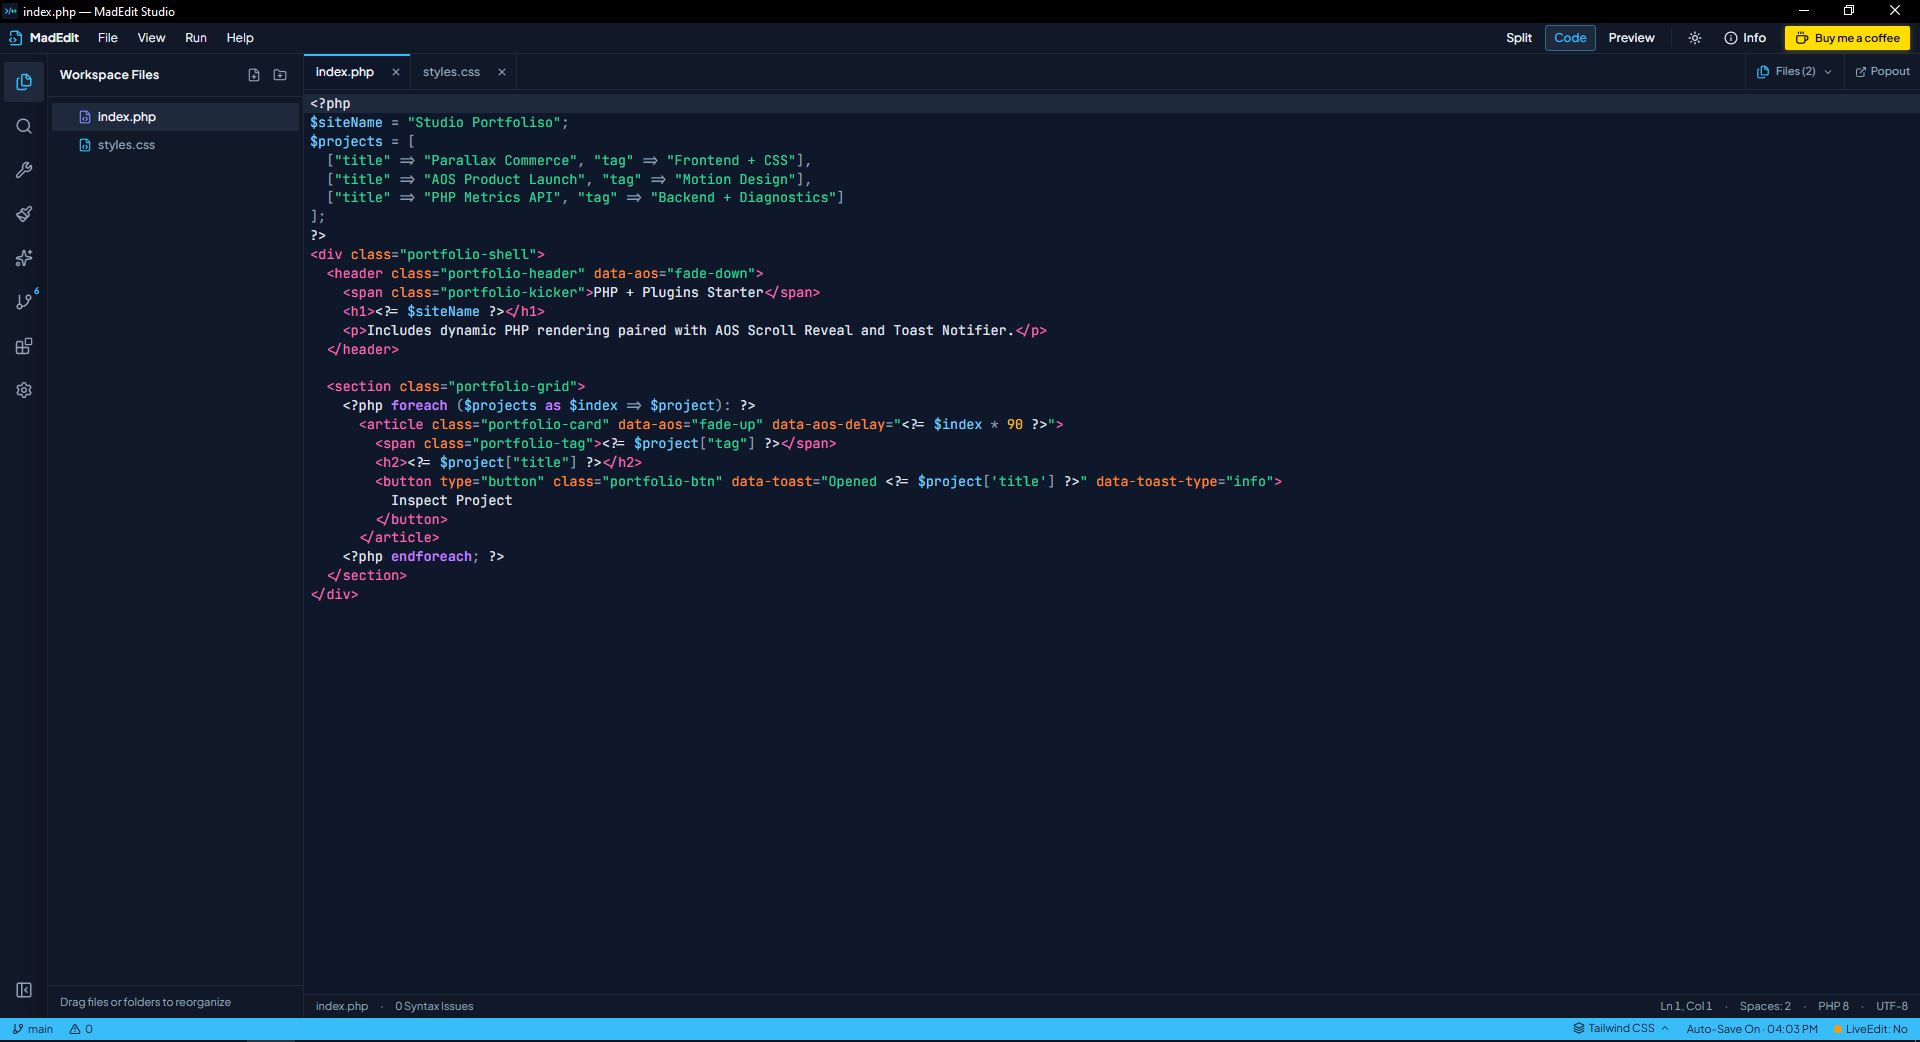 index.php — MadEdit Studio
MadEdit File View Run Help Split Code Preview Info Buy me a coffee
Workspace Files
index.php
styles.css
index.php styles.css Files (2) Popout
<?php
$siteName = "Studio Portfoliso";
$projects = [
  ["title" => "Parallax Commerce", "tag" => "Frontend + CSS"],
  ["title" => "AOS Product Launch", "tag" => "Motion Design"],
  ["title" => "PHP Metrics API", "tag" => "Backend + Diagnostics"]
];
?>
<div class="portfolio-shell">
  <header class="portfolio-header" data-aos="fade-down">
    <span class="portfolio-kicker">PHP + Plugins Starter</span>
    <h1><?= $siteName ?></h1>
    <p>Includes dynamic PHP rendering paired with AOS Scroll Reveal and Toast Notifier.</p>
  </header>

  <section class="portfolio-grid">
    <?php foreach ($projects as $index => $project): ?>
      <article class="portfolio-card" data-aos="fade-up" data-aos-delay="<?= $index * 90 ?>">
        <span class="portfolio-tag"><?= $project["tag"] ?></span>
        <h2><?= $project["title"] ?></h2>
        <button type="button" class="portfolio-btn" data-toast="Opened <?= $project['title'] ?>" data-toast-type="info">
          Inspect Project
        </button>
      </article>
    <?php endforeach; ?>
  </section>
</div>
6
Drag files or folders to reorganize
index.php · 0 Syntax Issues Ln 1, Col 1 · Spaces: 2 · PHP 8 · UTF-8
main 0 Tailwind CSS Auto-Save On · 04:03 PM LiveEdit: No